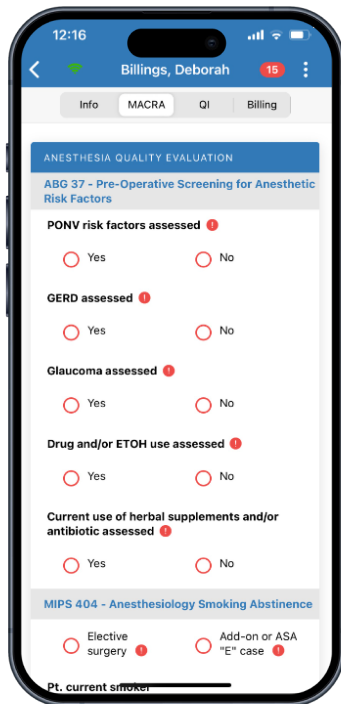 12:16
Billings, Deborah 15
Info MACRA QI Billing
ANESTHESIA QUALITY EVALUATION
ABG 37 - Pre-Operative Screening for Anesthetic
Risk Factors
PONV risk factors assessed !
Yes No
GERD assessed !
Yes No
Glaucoma assessed !
Yes No
Drug and/or ETOH use assessed !
Yes No
Current use of herbal supplements and/or
antibiotic assessed !
Yes No
MIPS 404 - Anesthesiology Smoking Abstinence
Elective
surgery !
Add-on or ASA
"E" case !
Pt. current smoker